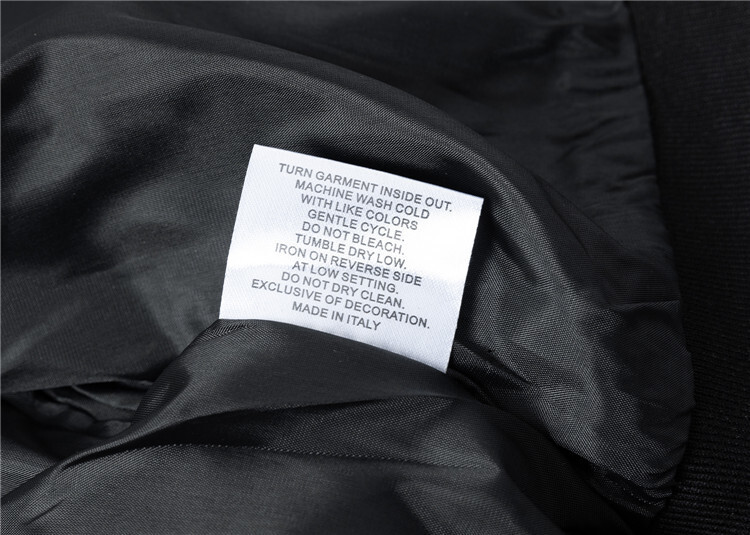 TURN GARMENT INSIDE OUT.
MACHINE WASH COLD
WITH LIKE COLORS
GENTLE CYCLE.
DO NOT BLEACH.
TUMBLE DRY LOW.
IRON ON REVERSE SIDE
AT LOW SETTING.
DO NOT DRY CLEAN.
EXCLUSIVE OF DECORATION.
MADE IN ITALY